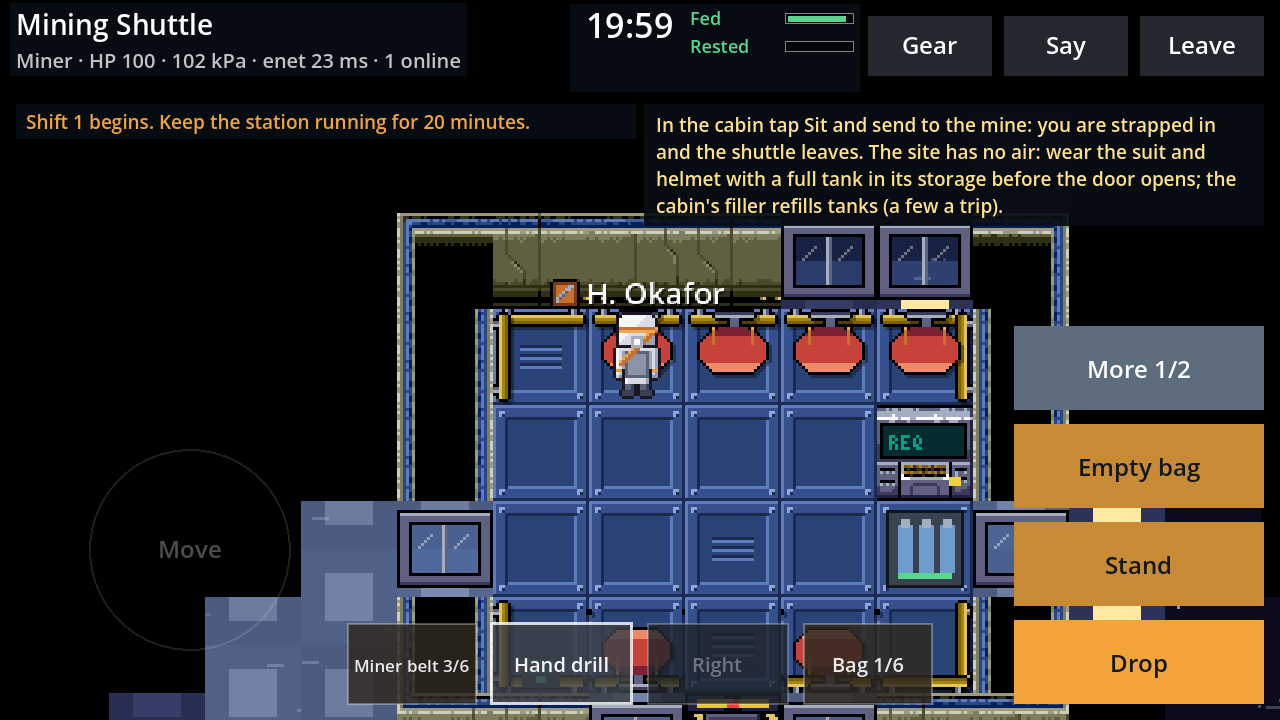 Mining Shuttle
Miner · HP 100 · 102 kPa · enet 23 ms · 1 online
19:59
Fed
Rested
Gear
Say
Leave
Shift 1 begins. Keep the station running for 20 minutes.
In the cabin tap Sit and send to the mine: you are strapped in
and the shuttle leaves. The site has no air: wear the suit and
helmet with a full tank in its storage before the door opens; the
cabin's filler refills tanks (a few a trip).
H. Okafor
More 1/2
REQ
Empty bag
Move
Stand
Miner belt 3/6
Hand drill
Right
Bag 1/6
Drop